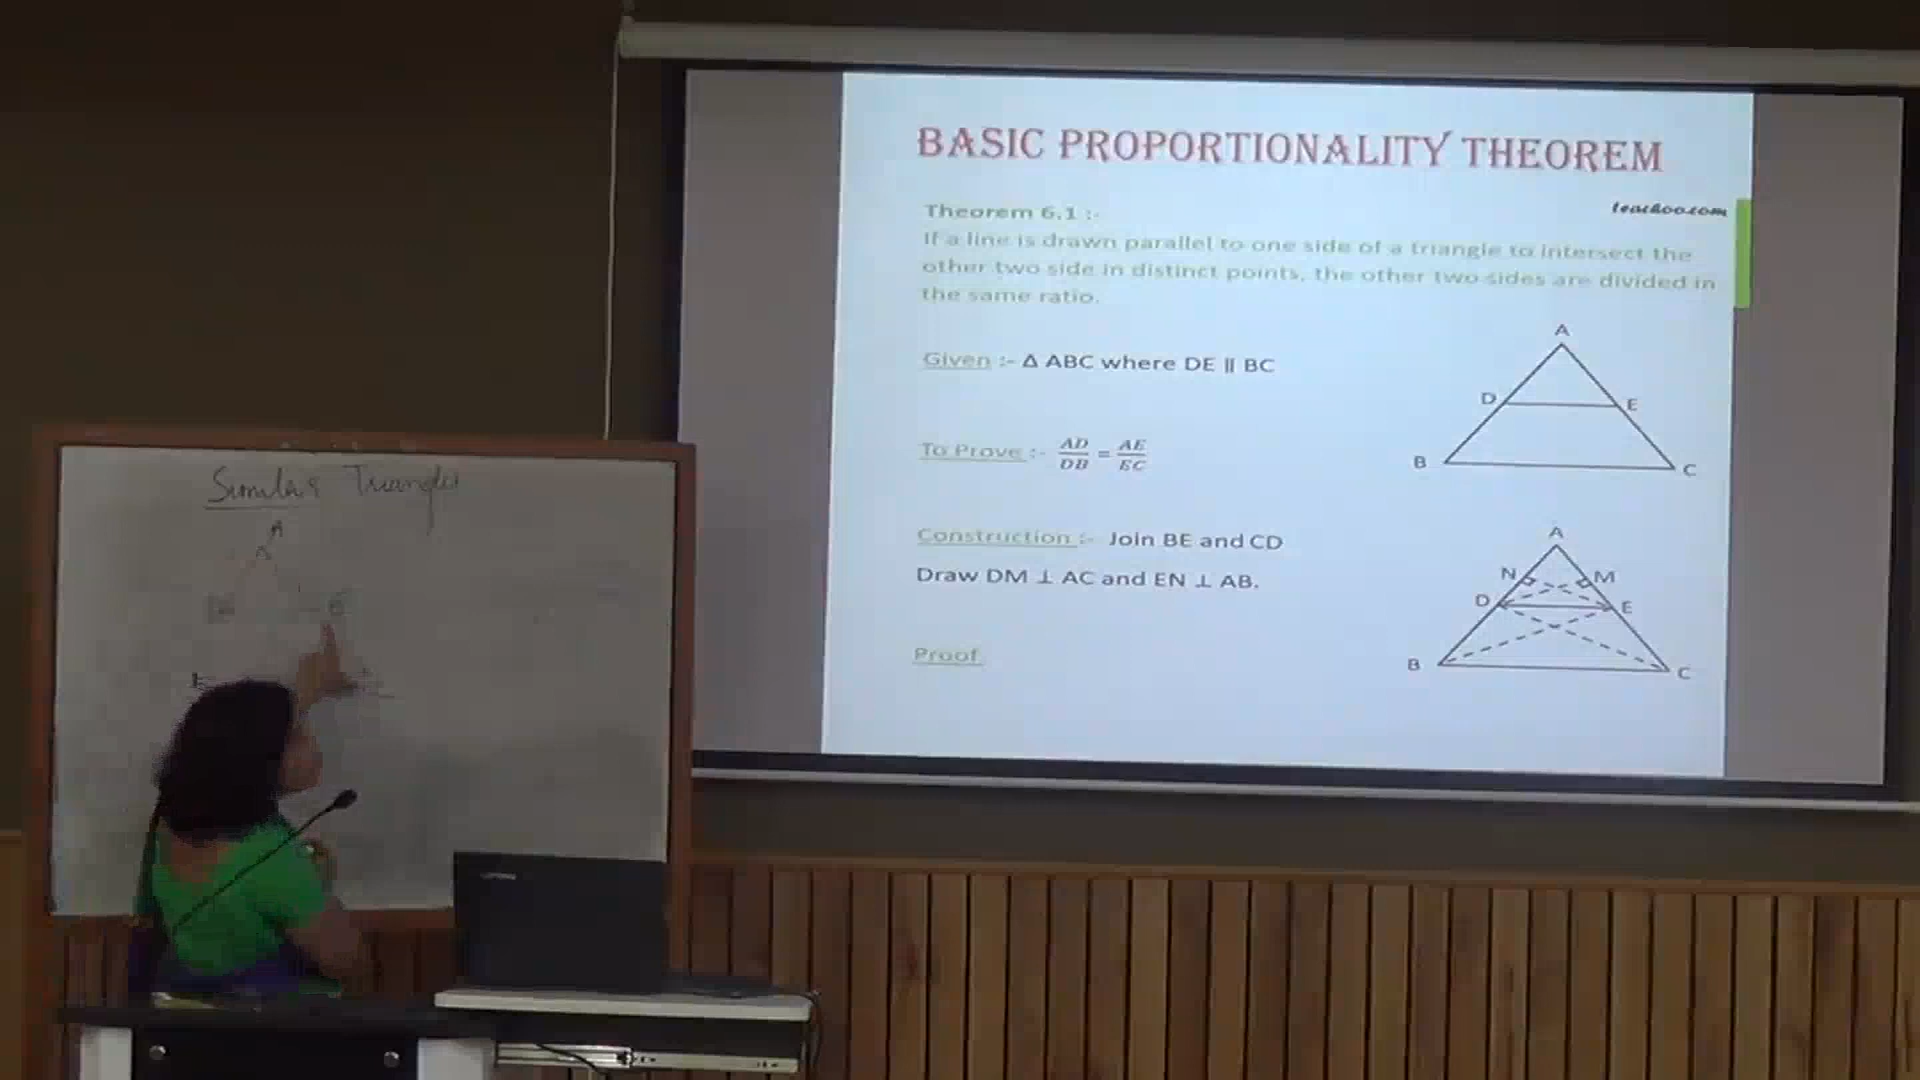 BASIC PROPORTIONALITY THEOREM
teachoo.com
Theorem 6.1 :-
If a line is drawn parallel to one side of a triangle to intersect the
other two side in distinct points, the other two sides are divided in
the same ratio.
Given :- Δ ABC where DE ∥ BC
To Prove :- AD/DB = AE/EC
Construction :- Join BE and CD
Draw DM ⊥ AC and EN ⊥ AB.
Proof
A
D E
B C
A
N M
D E
B C
Similar Triangles
A